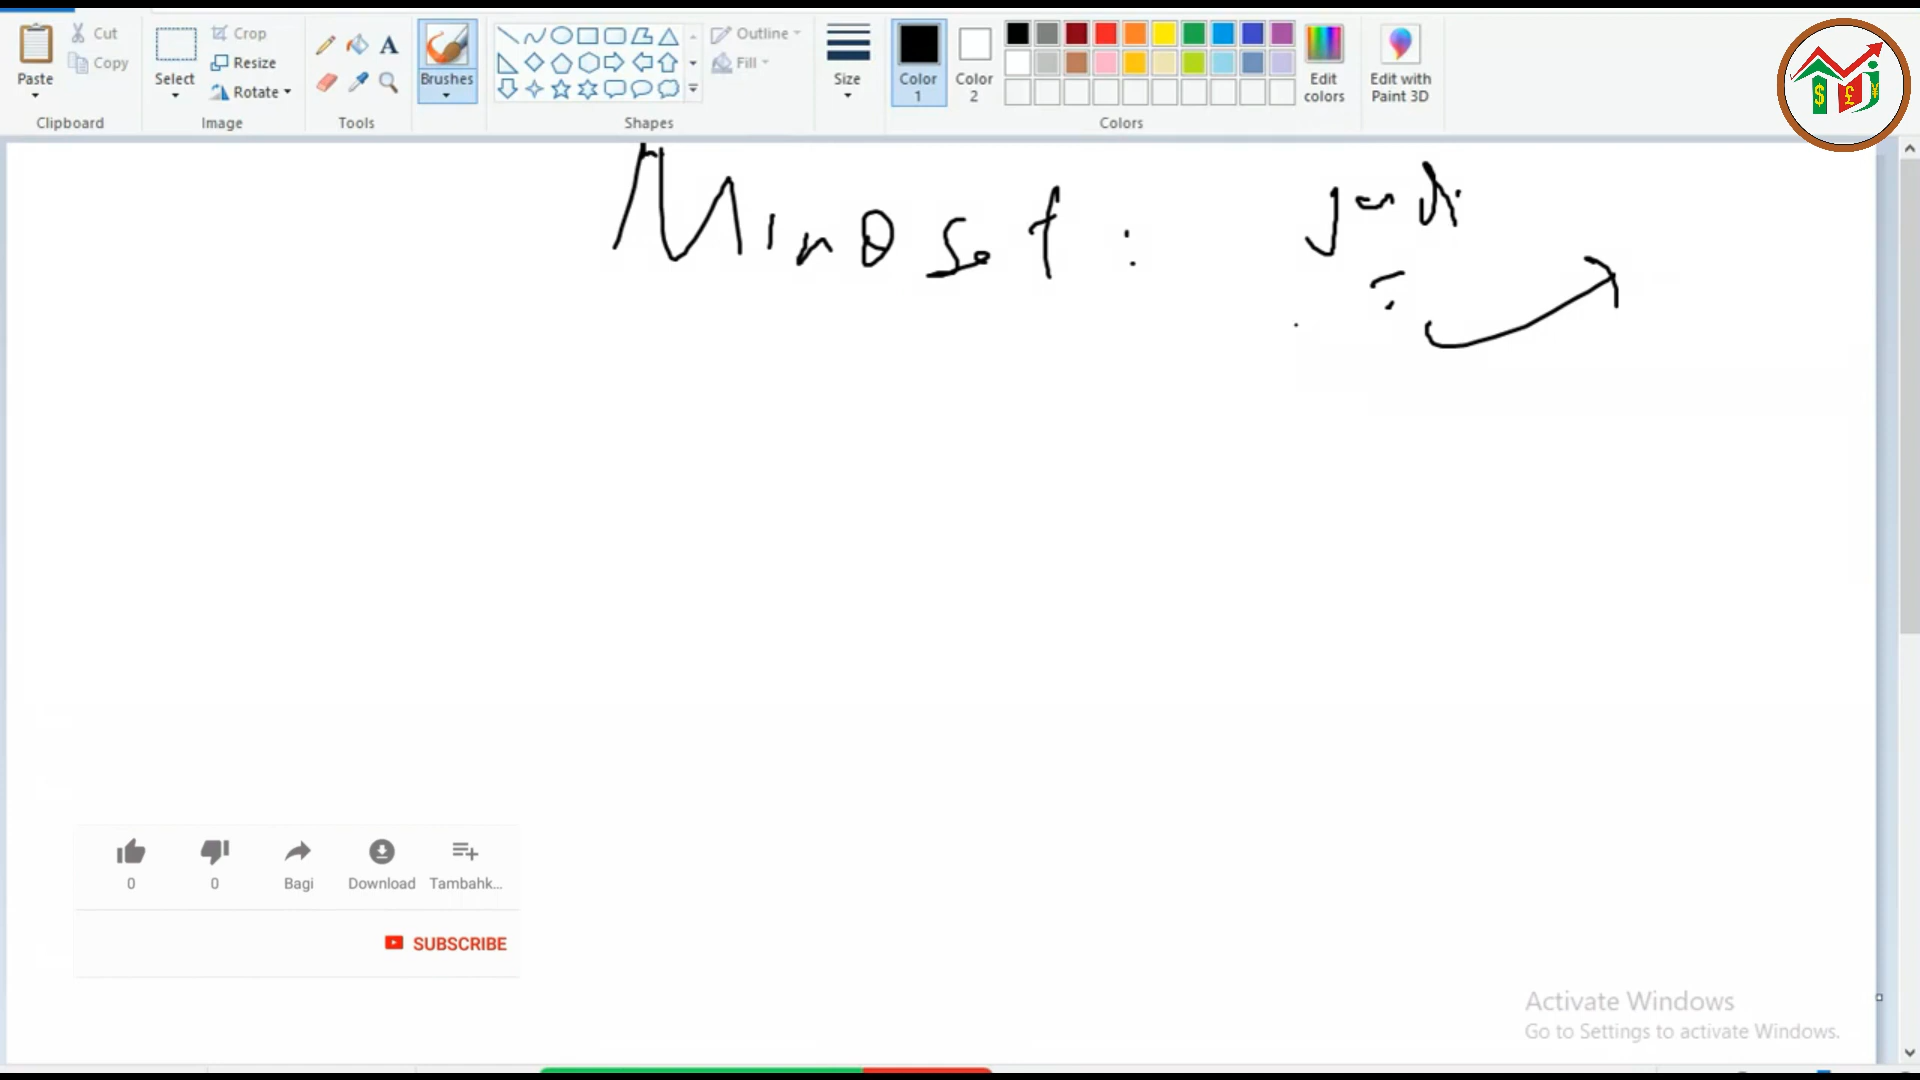 Cut
Copy
Paste
Clipboard
Crop
Resize
Rotate
Select
Image
A
Tools
Brushes
Shapes
Outline
Fill
Size
Color 1
Color 2
Colors
Edit colors
Edit with Paint 3D
$ £ ¥
MinDset :
0
0
Bagi
Download
Tambahk...
SUBSCRIBE
Activate Windows
Go to Settings to activate Windows.